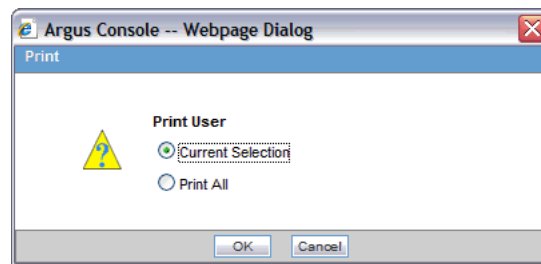 Argus Console -- Webpage Dialog
Print
Print User
Current Selection
Print All
OK Cancel